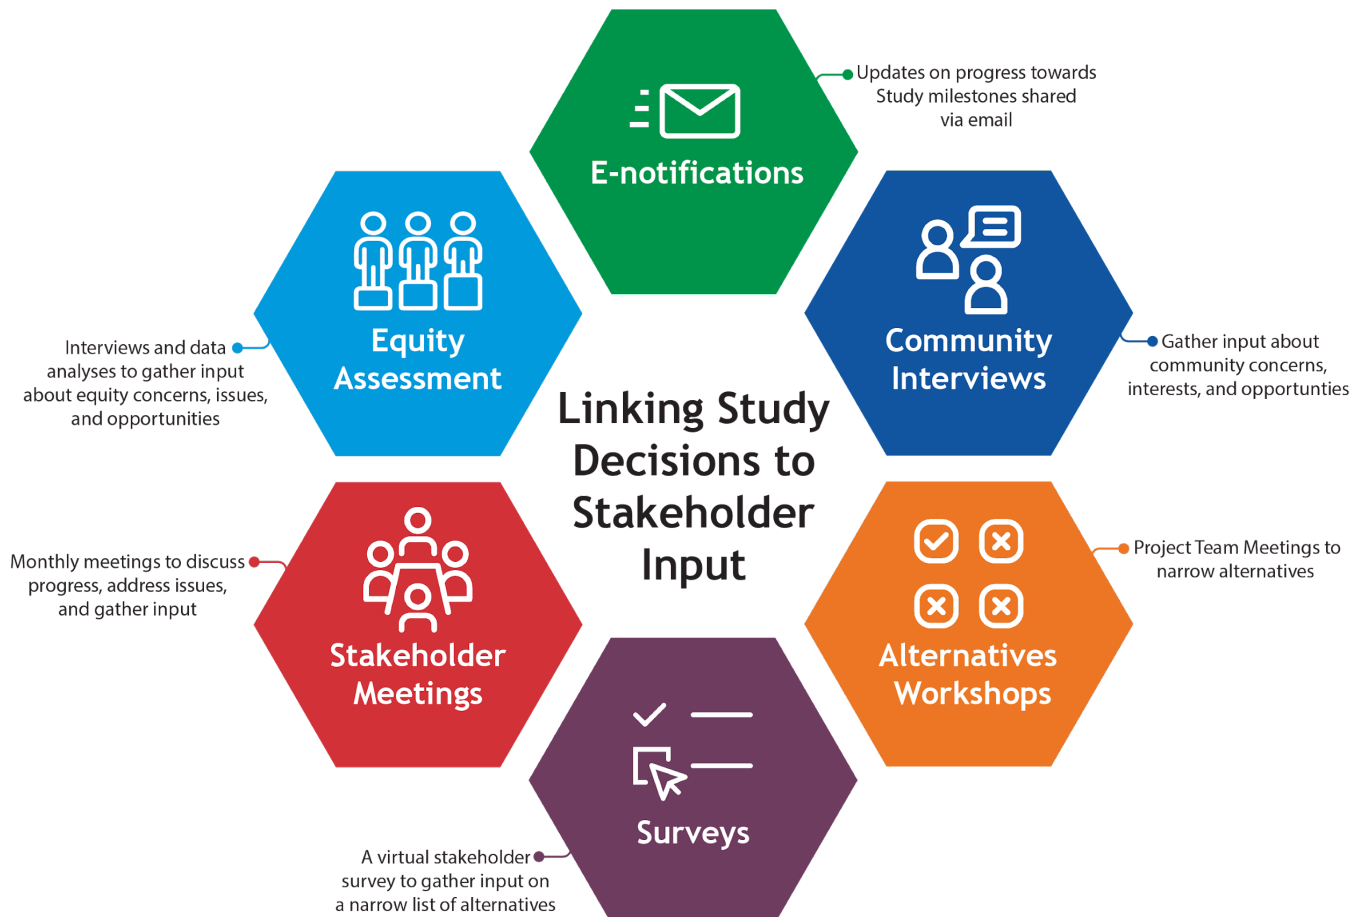 E-notifications
Updates on progress towards
Study milestones shared
via email
Community
Interviews
Gather input about
community concerns,
interests, and opportunties
Alternatives
Workshops
Project Team Meetings to
narrow alternatives
Surveys
A virtual stakeholder
survey to gather input on
a narrow list of alternatives
Stakeholder
Meetings
Monthly meetings to discuss
progress, address issues,
and gather input
Equity
Assessment
Interviews and data
analyses to gather input
about equity concerns, issues,
and opportunities
Linking Study
Decisions to
Stakeholder
Input